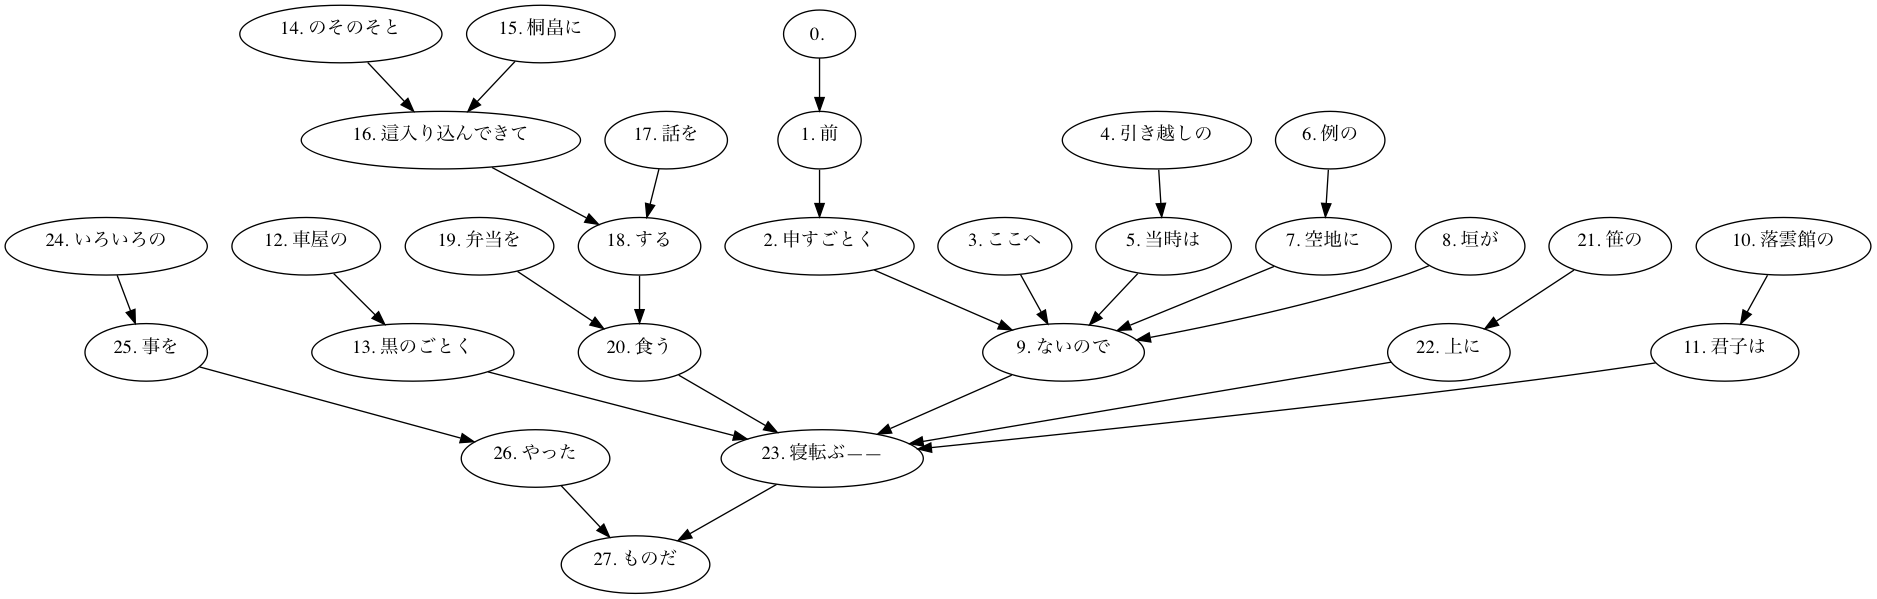 14. のそのそと
15. 桐畠に
0.
16. 這入り込んできて
17. 話を
1. 前
4. 引き越しの
6. 例の
24. いろいろの
12. 車屋の
19. 弁当を
18. する
2. 申すごとく
3. ここへ
5. 当時は
7. 空地に
8. 垣が
21. 笹の
10. 落雲館の
25. 事を
13. 黒のごとく
20. 食う
9. ないので
22. 上に
11. 君子は
26. やった
23. 寝転ぶ――
27. ものだ